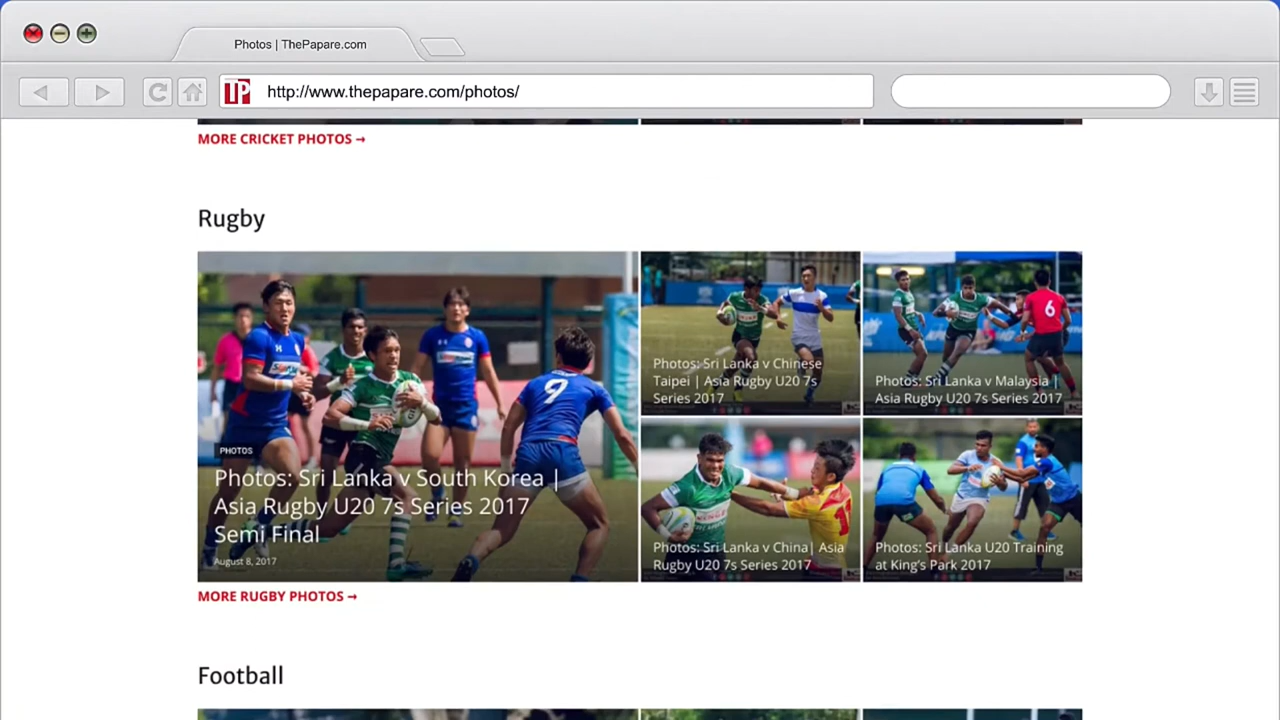 Photos | ThePapare.com
TP
http://www.thepapare.com/photos/
MORE CRICKET PHOTOS →
Rugby
9
PHOTOS
Photos: Sri Lanka v South Korea |
Asia Rugby U20 7s Series 2017
Semi Final
August 8, 2017
Photos: Sri Lanka v Chinese
Taipei | Asia Rugby U20 7s
Series 2017
6
Photos: Sri Lanka v Malaysia |
Asia Rugby U20 7s Series 2017
Photos: Sri Lanka v China| Asia
Rugby U20 7s Series 2017
Photos: Sri Lanka U20 Training
at King's Park 2017
MORE RUGBY PHOTOS →
Football